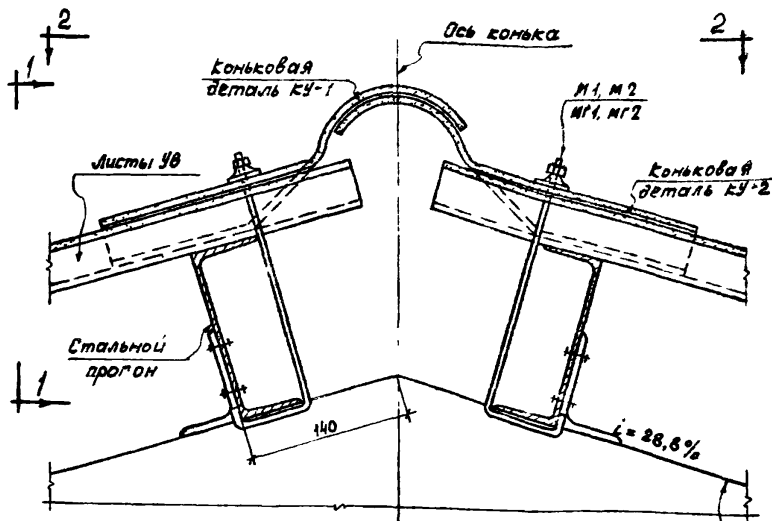 2
1
Ось конька
2
Коньковая
деталь КУ-1
М1, М2
МГ1, МГ2
Листы УВ
Коньковая
деталь КУ-2
Стальной
прогон
1
140
i = 28,8%